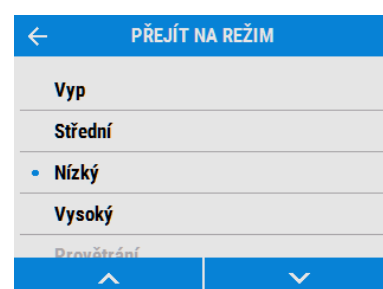 PŘEJÍT NA REŽIM
Vyp
Střední
Nízký
Vysoký
Provětrání